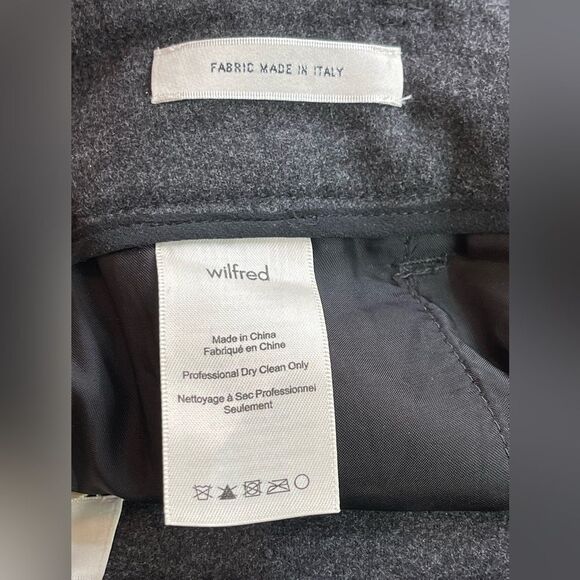 FABRIC MADE IN ITALY
wilfred
Made in China
Fabriqué en Chine
Professional Dry Clean Only
Nettoyage à Sec Professionnel
Seulement